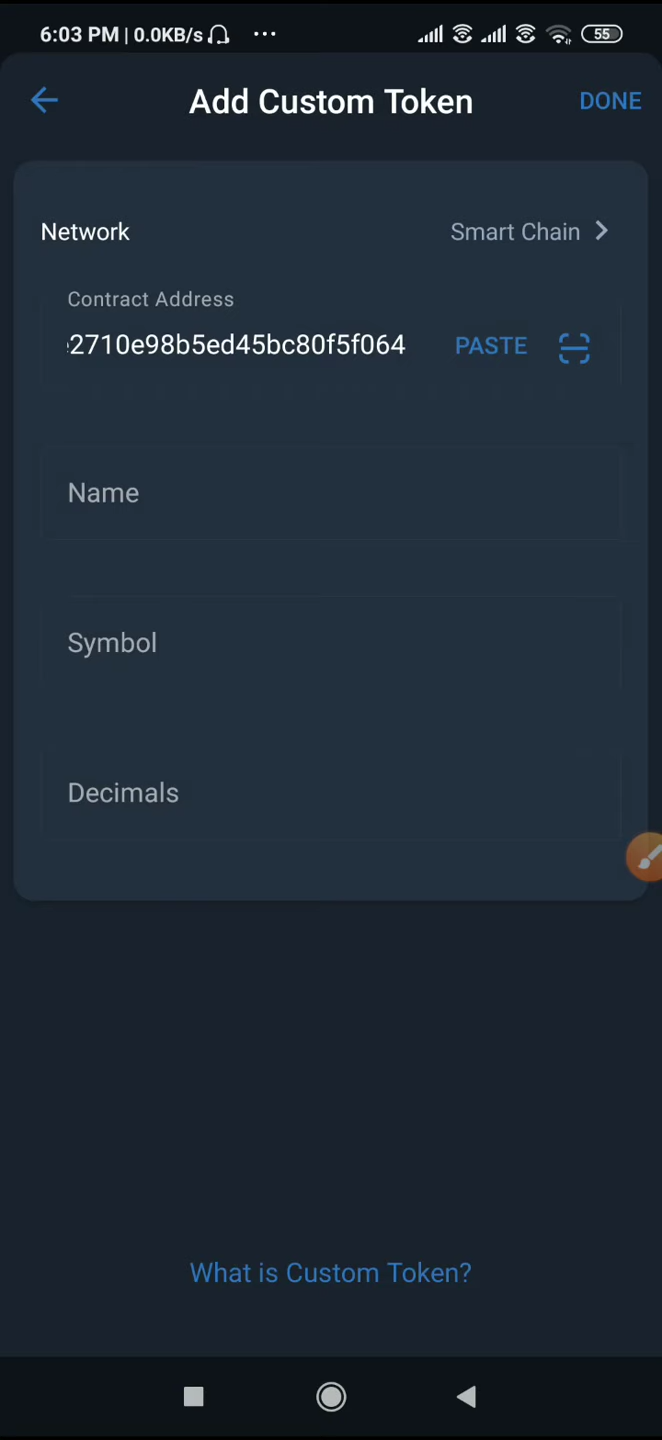 6:03 PM | 0.0KB/s ... 55
Add Custom Token DONE
Network Smart Chain
Contract Address
2710e98b5ed45bc80f5f064 PASTE
Name
Symbol
Decimals
What is Custom Token?